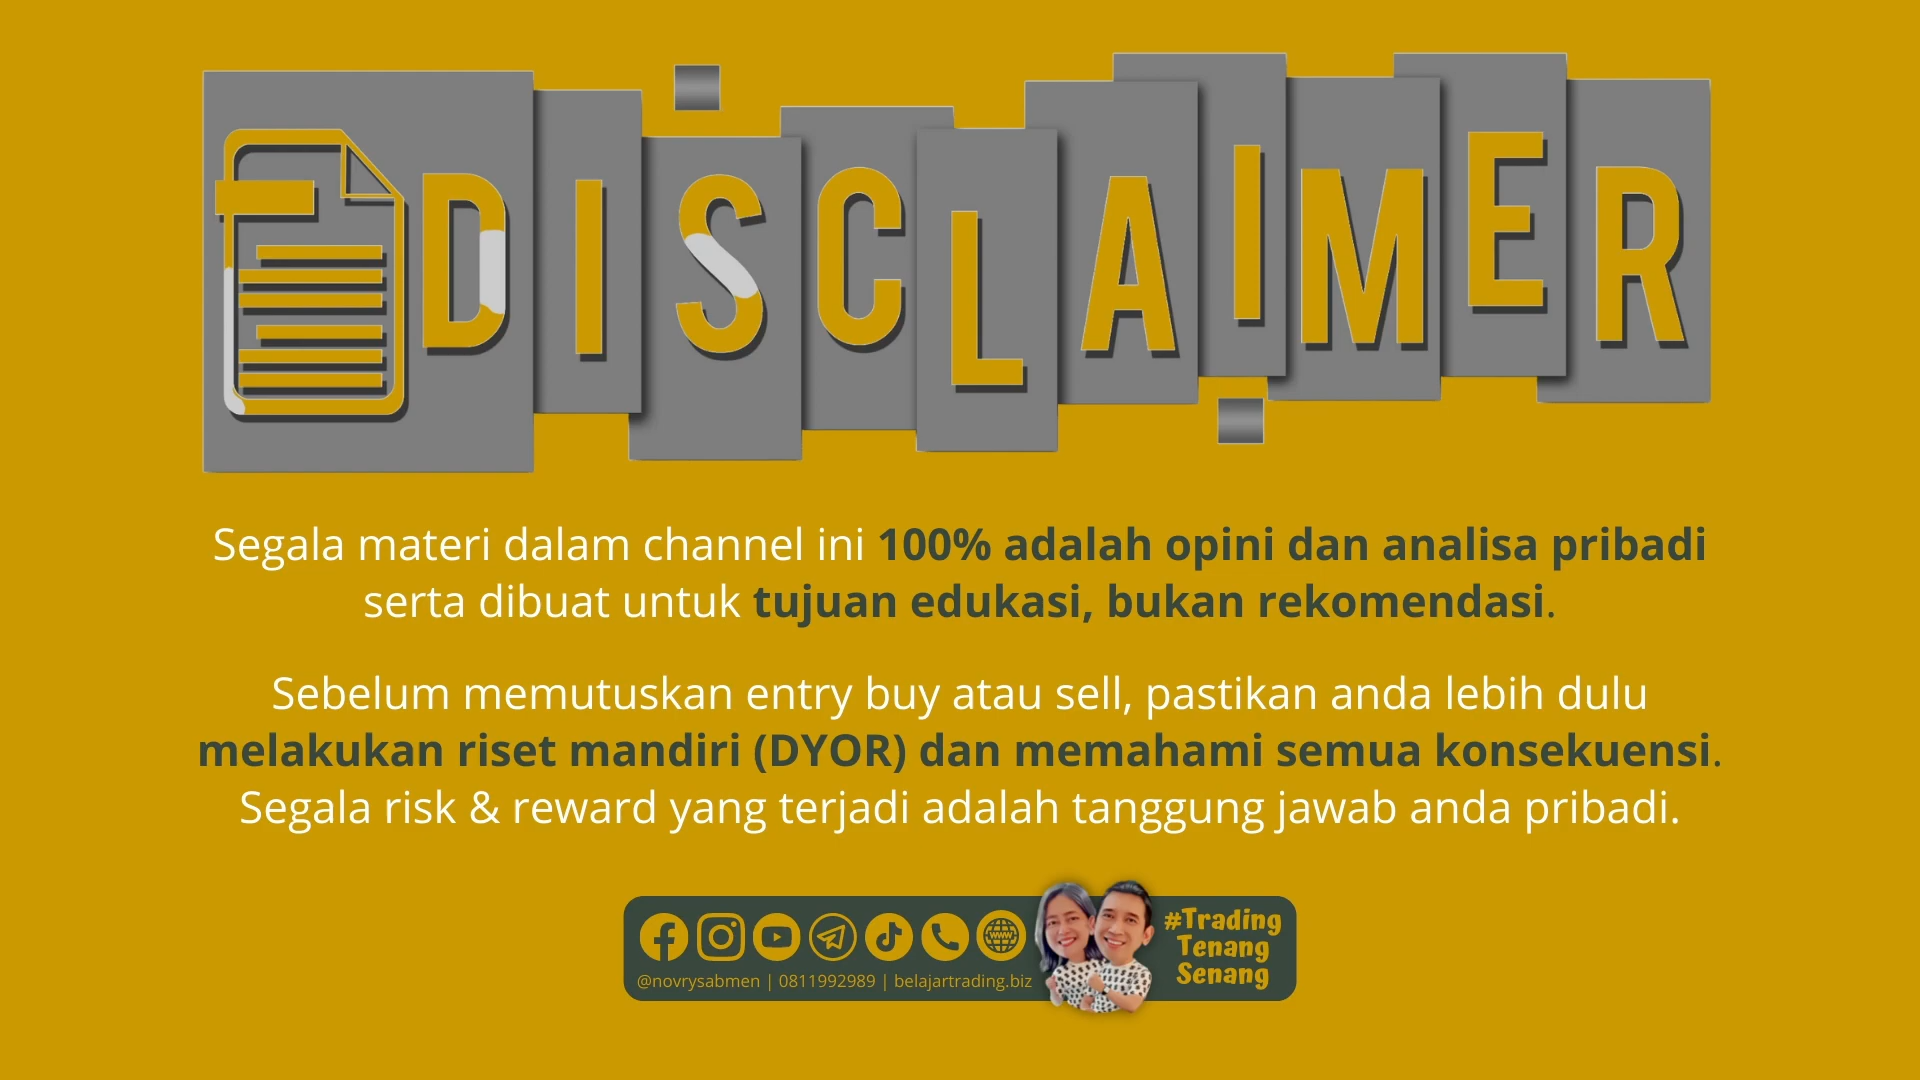 DISCLAIMER
Segala materi dalam channel ini 100% adalah opini dan analisa pribadi
serta dibuat untuk tujuan edukasi, bukan rekomendasi.
Sebelum memutuskan entry buy atau sell, pastikan anda lebih dulu
melakukan riset mandiri (DYOR) dan memahami semua konsekuensi.
Segala risk & reward yang terjadi adalah tanggung jawab anda pribadi.
WWW
@novrysabmen | 0811992989 | belajartrading.biz
#Trading
Tenang
Senang